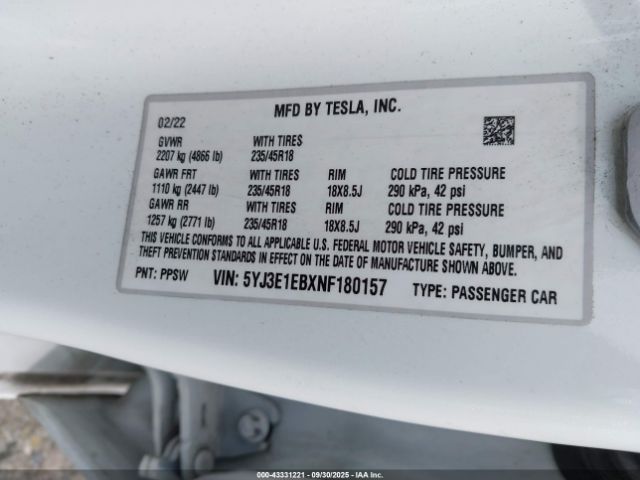 MFD BY TESLA, INC.
02/22
GVWR WITH TIRES
2207 kg (4866 lb) 235/45R18
GAWR FRT WITH TIRES RIM COLD TIRE PRESSURE
1110 kg (2447 lb) 235/45R18 18X8.5J 290 kPa, 42 psi
GAWR RR WITH TIRES RIM COLD TIRE PRESSURE
1257 kg (2771 lb) 235/45R18 18X8.5J 290 kPa, 42 psi
THIS VEHICLE CONFORMS TO ALL APPLICABLE U.S. FEDERAL MOTOR VEHICLE SAFETY, BUMPER, AND
THEFT PREVENTION STANDARDS IN EFFECT ON THE DATE OF MANUFACTURE SHOWN ABOVE.
PNT: PPSW VIN: 5YJ3E1EBXNF180157 TYPE: PASSENGER CAR
000-43331221 - 09/30/2025 - IAAI.com